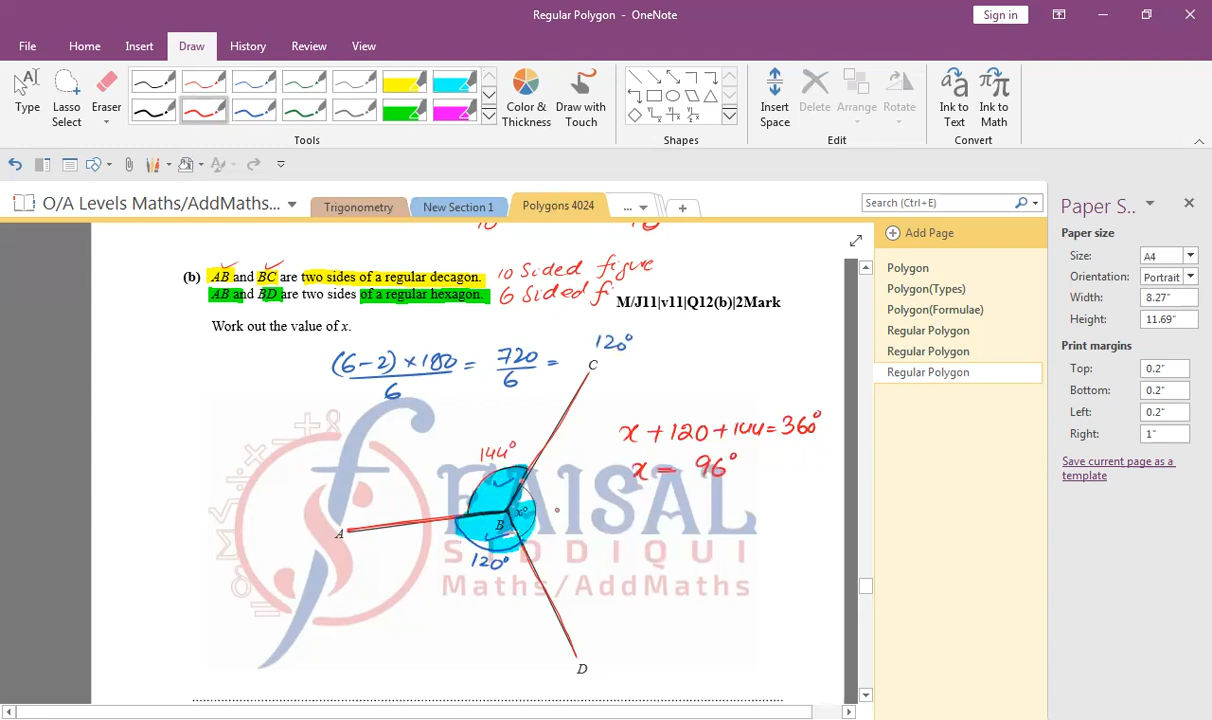 Regular Polygon - OneNote
Sign in
File Home Insert Draw History Review View
Type
Lasso Select
Eraser
Color & Thickness
Draw with Touch
Insert Space
Delete
Arrange
Rotate
Ink to Text
Ink to Math
Tools
Shapes
Edit
Convert
O/A Levels Maths/AddMaths...
Trigonometry
New Section 1
Polygons 4024
...
Search (Ctrl+E)
Paper S...
Add Page
Polygon
Polygon(Types)
Polygon(Formulae)
Regular Polygon
Regular Polygon
Regular Polygon
Paper size
Size: A4
Orientation: Portrait
Width: 8.27"
Height: 11.69"
Print margins
Top: 0.2"
Bottom: 0.2"
Left: 0.2"
Right: 1"
Save current page as a
template
(b) AB and BC are two sides of a regular decagon. 10 Sided figure
AB and BD are two sides of a regular hexagon. 6 Sided fi
M/J11|v11|Q12(b)|2Mark
Work out the value of x.
(6-2)×180/6 = 720/6 = 120°
C
x + 120 + 144 = 360°
x = 96°
144°
x°
B
A
120°
D
FAISAL
SIDDIQUI
Maths/AddMaths